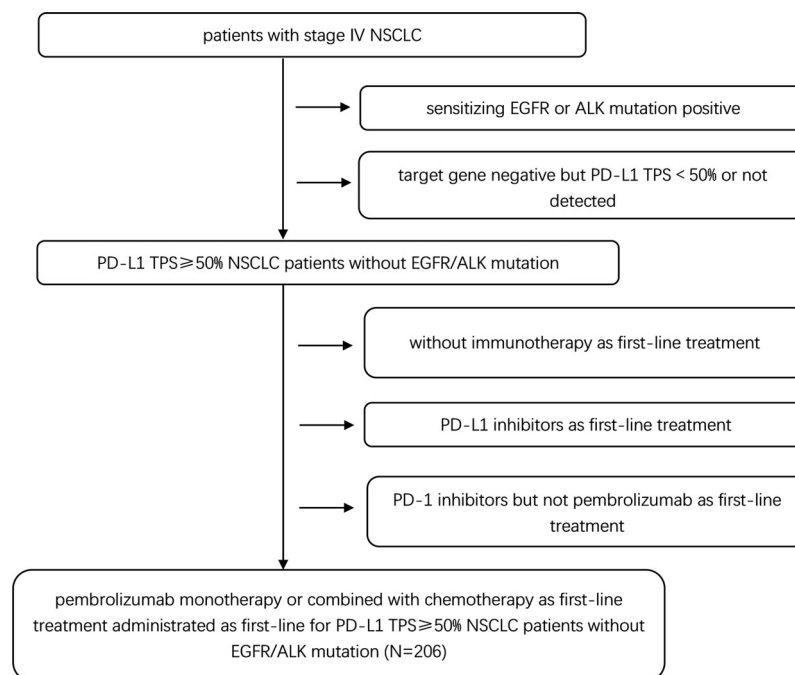 patients with stage IV NSCLC
sensitizing EGFR or ALK mutation positive
target gene negative but PD-L1 TPS < 50% or not
detected
PD-L1 TPS≥50% NSCLC patients without EGFR/ALK mutation
without immunotherapy as first-line treatment
PD-L1 inhibitors as first-line treatment
PD-1 inhibitors but not pembrolizumab as first-line
treatment
pembrolizumab monotherapy or combined with chemotherapy as first-line
treatment administrated as first-line for PD-L1 TPS≥50% NSCLC patients without
EGFR/ALK mutation (N=206)